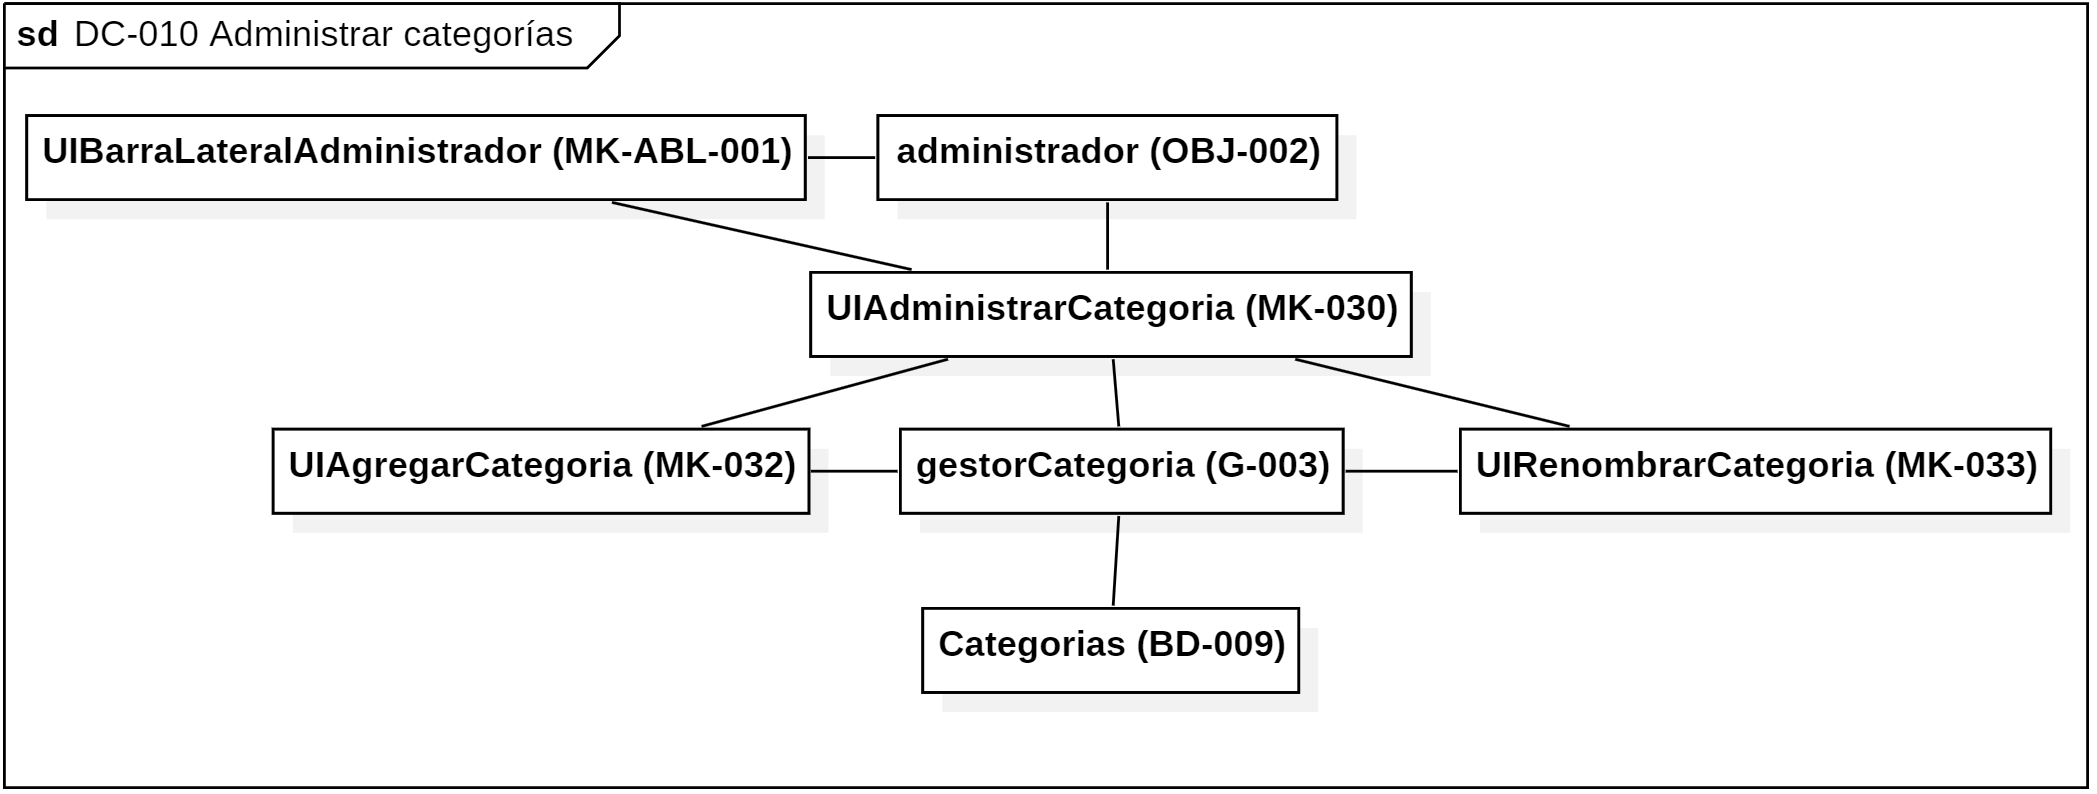 sd DC-010 Administrar categorías
UIBarraLateralAdministrador (MK-ABL-001)
administrador (OBJ-002)
UIAdministrarCategoria (MK-030)
UIAgregarCategoria (MK-032)
gestorCategoria (G-003)
UIRenombrarCategoria (MK-033)
Categorias (BD-009)